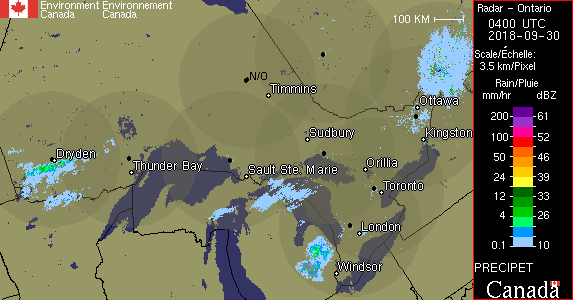 Environment Environnement
Canada Canada
100 KM
N/O
Timmins
Ottawa
Sudbury
Kingston
Dryden
Thunder Bay
Sault Ste. Marie
Orillia
Toronto
London
Windsor
Radar - Ontario
0400 UTC
2018-09-30
Scale/Échelle:
3.5 km/Pixel
Rain/Pluie
mm/hr dBZ
200 61
100 52
50 46
24 39
12 33
4 26
0.1 10
PRECIPET
Canada